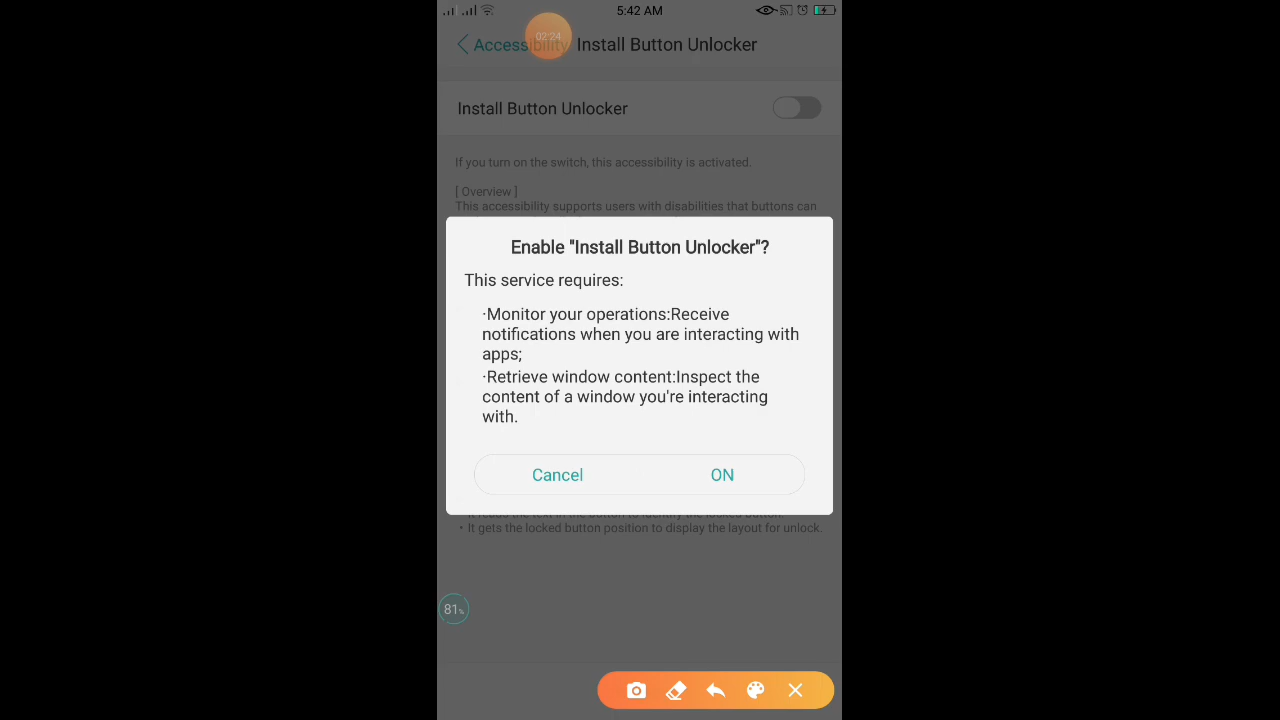 5:42 AM
02:24
Accessibility Install Button Unlocker
Install Button Unlocker
If you turn on the switch, this accessibility is activated.
[ Overview ]
This accessibility supports users with disabilities that buttons can
Enable "Install Button Unlocker"?
This service requires:
·Monitor your operations:Receive
notifications when you are interacting with
apps;
·Retrieve window content:Inspect the
content of a window you're interacting
with.
Cancel ON
• It reads the text in the button to identify the locked button.
• It gets the locked button position to display the layout for unlock.
81%